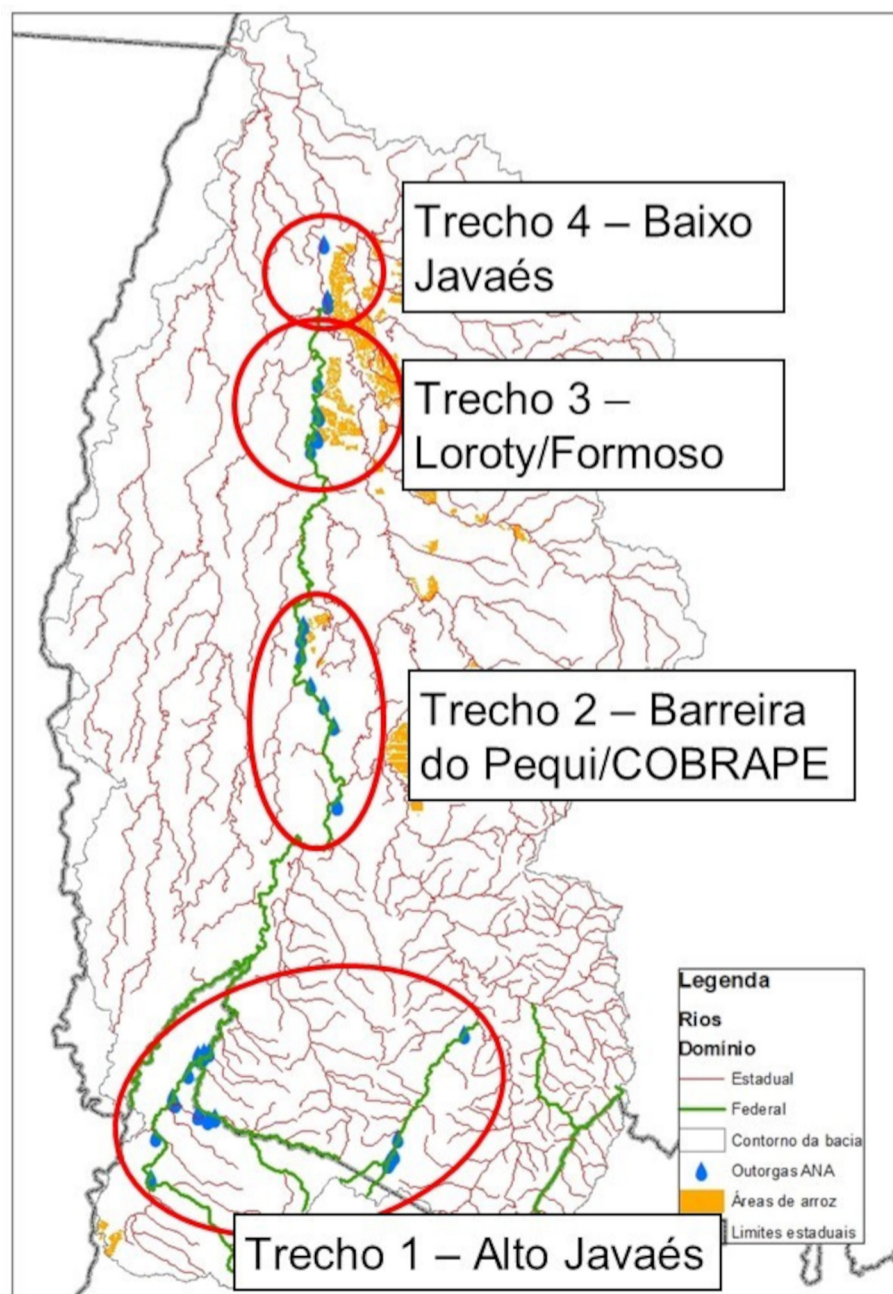 Trecho 4 – Baixo
Javaés
Trecho 3 –
Loroty/Formoso
Trecho 2 – Barreira
do Pequi/COBRAPE
Legenda
Rios
Domínio
Estadual
Federal
Contorno da bacia
Outorgas ANA
Áreas de arroz
Limites estaduais
Trecho 1 – Alto Javaés